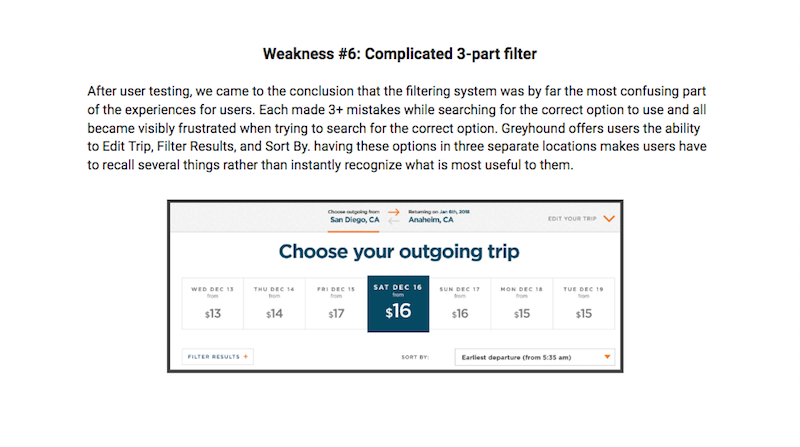 Weakness #6: Complicated 3-part filter
After user testing, we came to the conclusion that the filtering system was by far the most confusing part
of the experiences for users. Each made 3+ mistakes while searching for the correct option to use and all
became visibly frustrated when trying to search for the correct option. Greyhound offers users the ability
to Edit Trip, Filter Results, and Sort By. having these options in three separate locations makes users have
to recall several things rather than instantly recognize what is most useful to them.
Choose outgoing from Returning on Jan 6th, 2018
San Diego, CA Anaheim, CA
EDIT YOUR TRIP
Choose your outgoing trip
WED DEC 13 THU DEC 14 FRI DEC 15 SAT DEC 16 SUN DEC 17 MON DEC 18 TUE DEC 19
from from from from from from from
$13 $14 $17 $16 $16 $15 $15
FILTER RESULTS + SORT BY: Earliest departure (from 5:35 am)